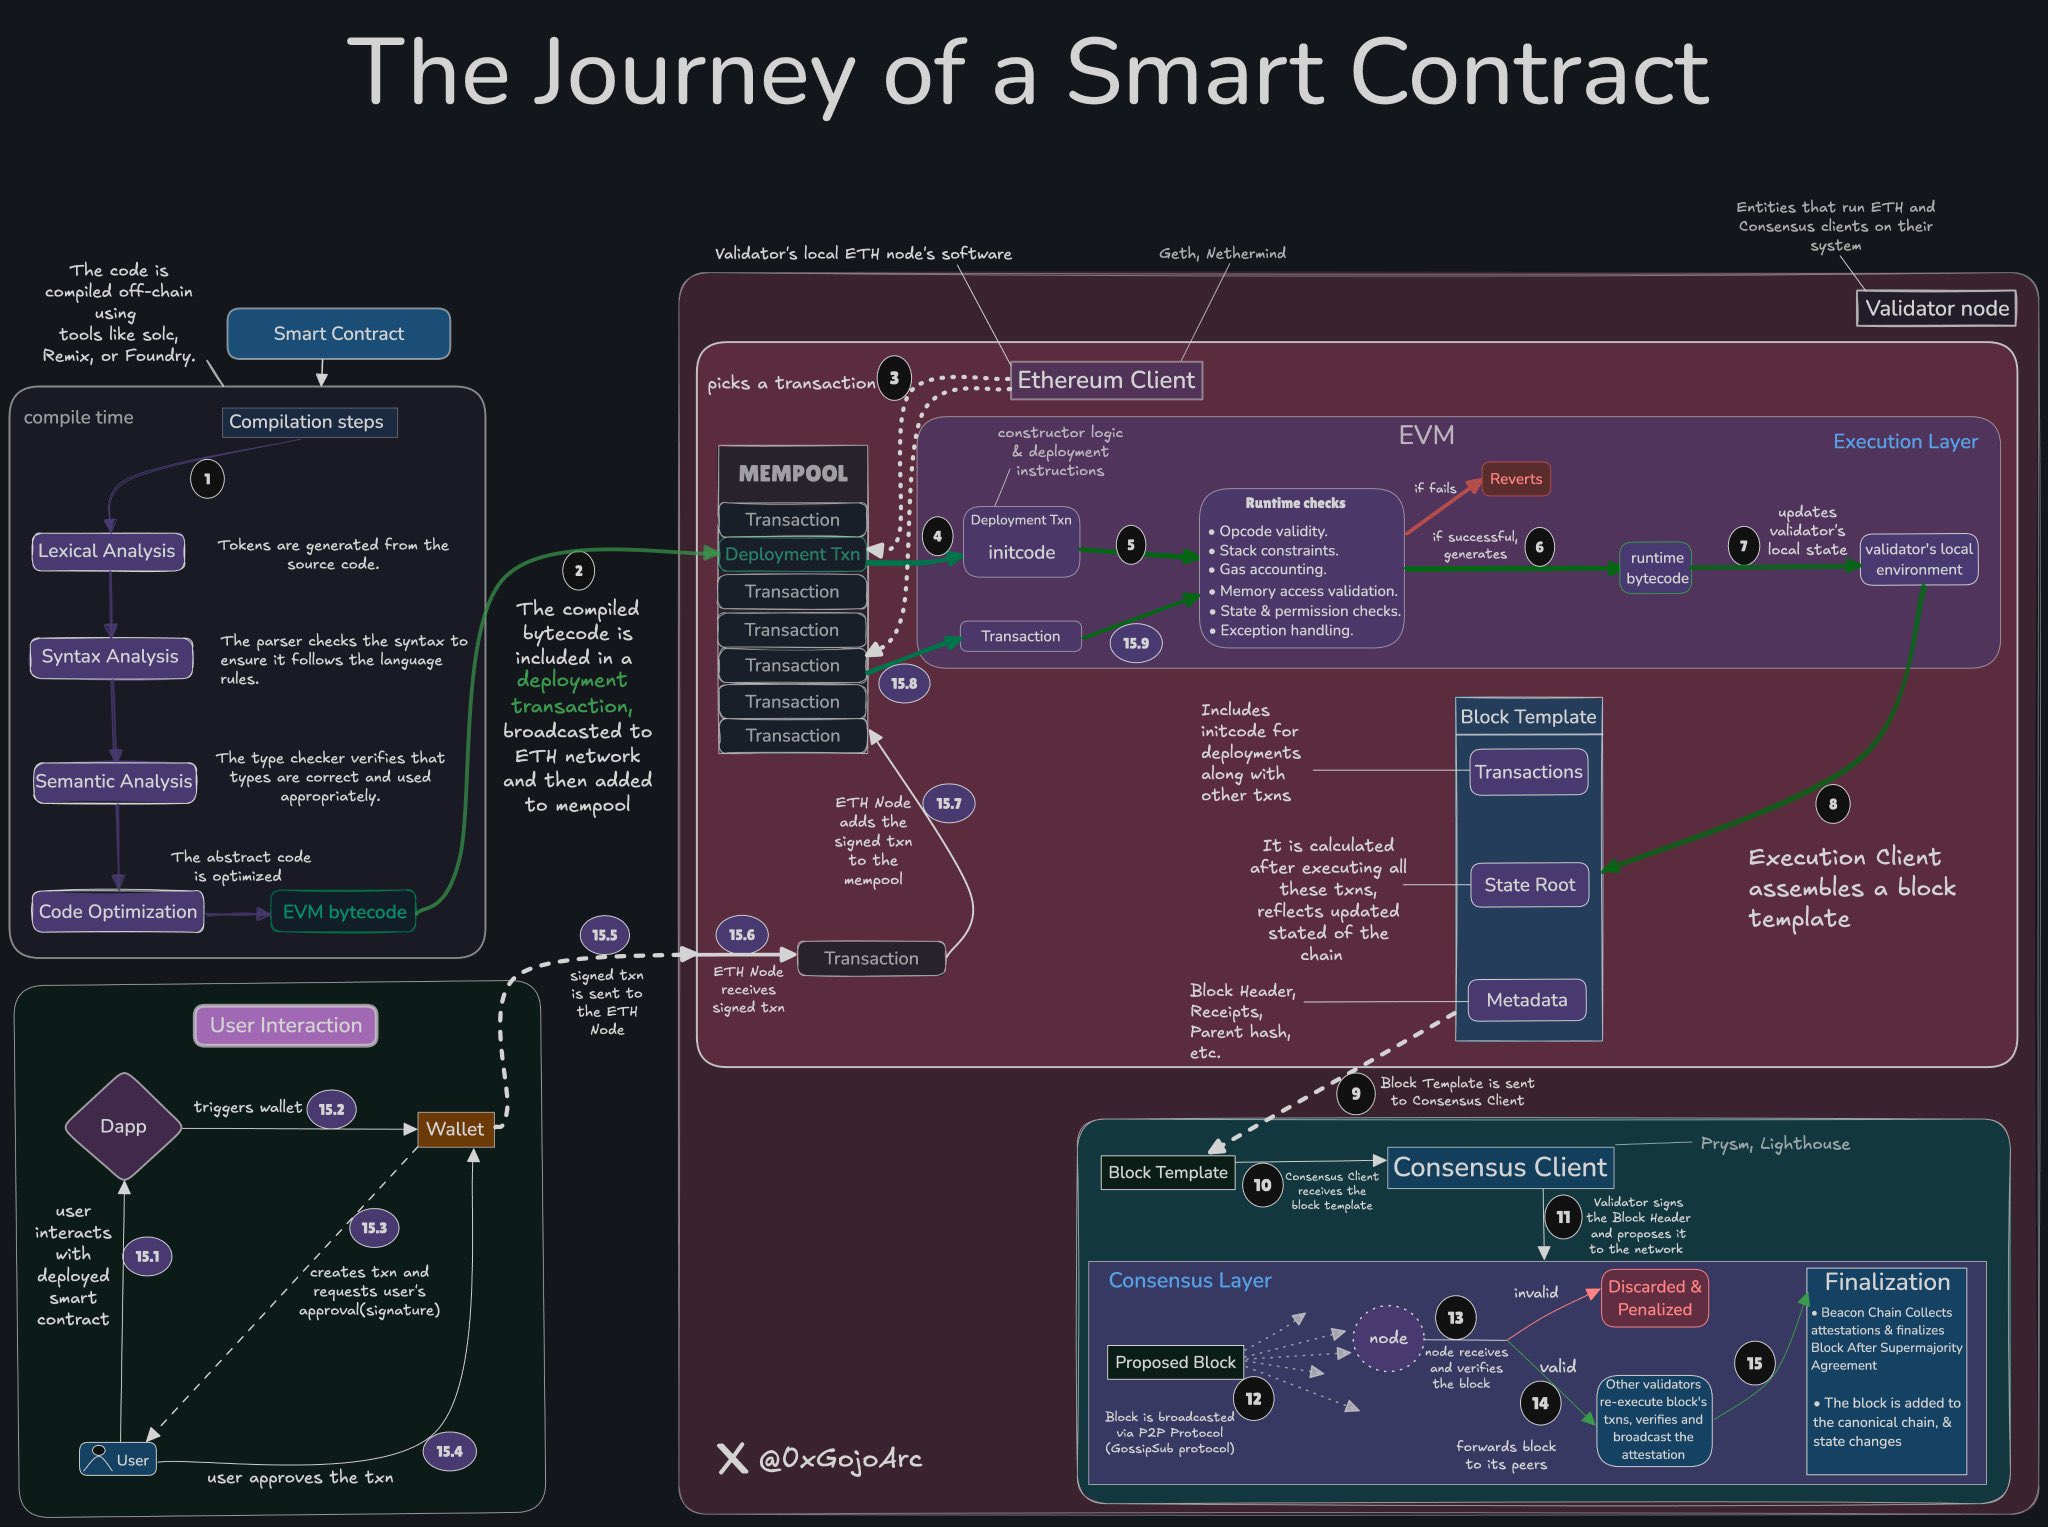 The Journey of a Smart Contract
The code is
compiled off-chain
using
tools like solc,
Remix, or Foundry.
Smart Contract
compile time
Compilation steps
1
Lexical Analysis
Tokens are generated from the
source code.
Syntax Analysis
The parser checks the syntax to
ensure it follows the language
rules.
Semantic Analysis
The type checker verifies that
types are correct and used
appropriately.
The abstract code
is optimized
Code Optimization
EVM bytecode
2
The compiled
bytecode is
included in a
deployment
transaction,
broadcasted to
ETH network
and then added
to mempool
Validator's local ETH node's software
Geth, Nethermind
Entities that run ETH and
Consensus clients on their
system
Validator node
picks a transaction
3
Ethereum Client
MEMPOOL
Transaction
Deployment Txn
Transaction
Transaction
Transaction
Transaction
Transaction
EVM
Execution Layer
constructor logic
& deployment
instructions
4
Deployment Txn
initcode
5
Transaction
15.8
15.9
Runtime checks
• Opcode validity.
• Stack constraints.
• Gas accounting.
• Memory access validation.
• State & permission checks.
• Exception handling.
if fails
Reverts
if successful,
generates
6
runtime
bytecode
7
updates
validator's
local state
validator's local
environment
8
Execution Client
assembles a block
template
Block Template
Includes
initcode for
deployments
along with
other txns
Transactions
It is calculated
after executing all
these txns,
reflects updated
stated of the
chain
State Root
Block Header,
Receipts,
Parent hash,
etc.
Metadata
ETH Node
adds the
signed txn
to the
mempool
15.7
15.5
signed txn
is sent to
the ETH
Node
15.6
ETH Node
receives
signed txn
Transaction
User Interaction
Dapp
triggers wallet
15.2
Wallet
user
interacts
with
deployed
smart
contract
15.1
15.3
creates txn and
requests user's
approval(signature)
User
user approves the txn
15.4
9
Block Template is sent
to Consensus Client
Block Template
10
Consensus Client
receives the
block template
Consensus Client
Prysm, Lighthouse
11
Validator signs
the Block Header
and proposes it
to the network
Consensus Layer
Proposed Block
12
Block is broadcasted
via P2P Protocol
(GossipSub protocol)
node
13
node receives
and verifies
the block
invalid
Discarded &
Penalized
valid
14
forwards block
to its peers
Other validators
re-execute block's
txns, verifies and
broadcast the
attestation
15
Finalization
• Beacon Chain Collects
attestations & finalizes
Block After Supermajority
Agreement
• The block is added to
the canonical chain, &
state changes
X @0xGojoArc